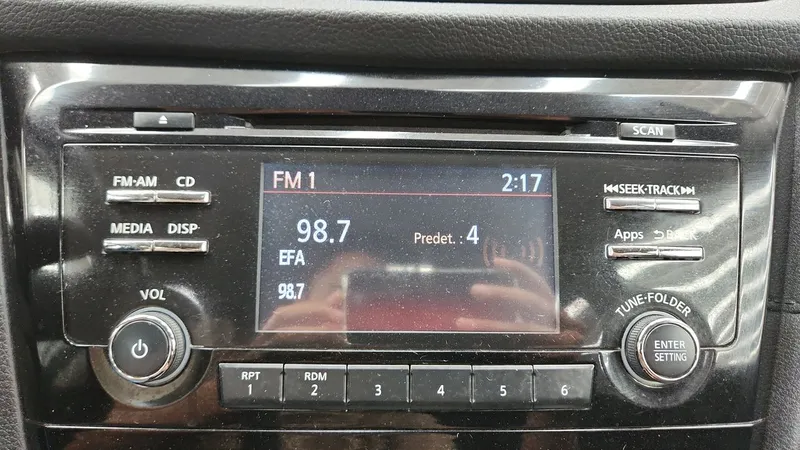 SCAN
FM·AM CD
MEDIA DISP
VOL
FM 1 2:17
98.7 Predet. : 4
EFA
98.7
SEEK·TRACK
Apps BACK
TUNE·FOLDER
ENTER
SETTING
RPT
1
RDM
2
3
4
5
6